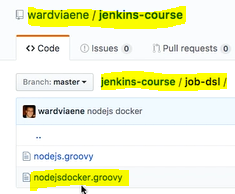 wardviaene / jenkins-course
Code Issues 0 Pull requests 0
Branch: master jenkins-course / job-dsl /
wardviaene nodejs docker
..
nodejs.groovy
nodejsdocker.groovy